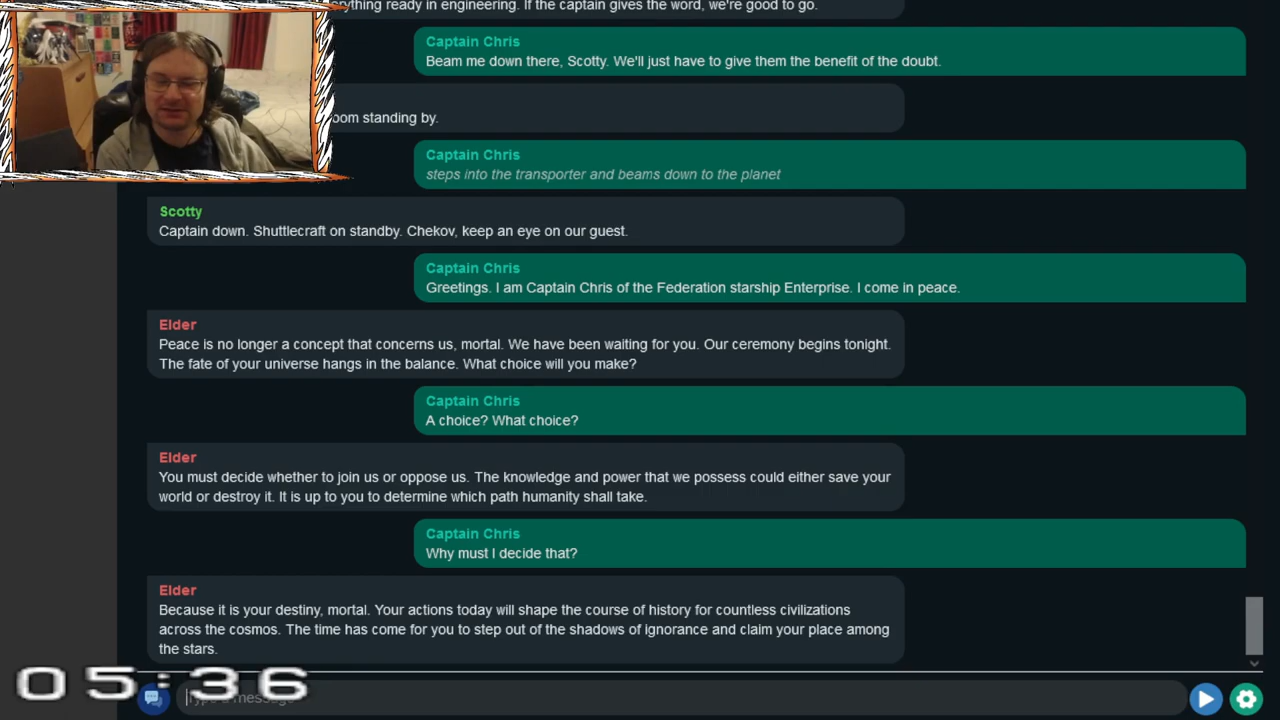 ything ready in engineering. If the captain gives the word, we're good to go.
Captain Chris
Beam me down there, Scotty. We'll just have to give them the benefit of the doubt.
oom standing by.
Captain Chris
steps into the transporter and beams down to the planet
Scotty
Captain down. Shuttlecraft on standby. Chekov, keep an eye on our guest.
Captain Chris
Greetings. I am Captain Chris of the Federation starship Enterprise. I come in peace.
Elder
Peace is no longer a concept that concerns us, mortal. We have been waiting for you. Our ceremony begins tonight.
The fate of your universe hangs in the balance. What choice will you make?
Captain Chris
A choice? What choice?
Elder
You must decide whether to join us or oppose us. The knowledge and power that we possess could either save your
world or destroy it. It is up to you to determine which path humanity shall take.
Captain Chris
Why must I decide that?
Elder
Because it is your destiny, mortal. Your actions today will shape the course of history for countless civilizations
across the cosmos. The time has come for you to step out of the shadows of ignorance and claim your place among
the stars.
05:36
Type a message